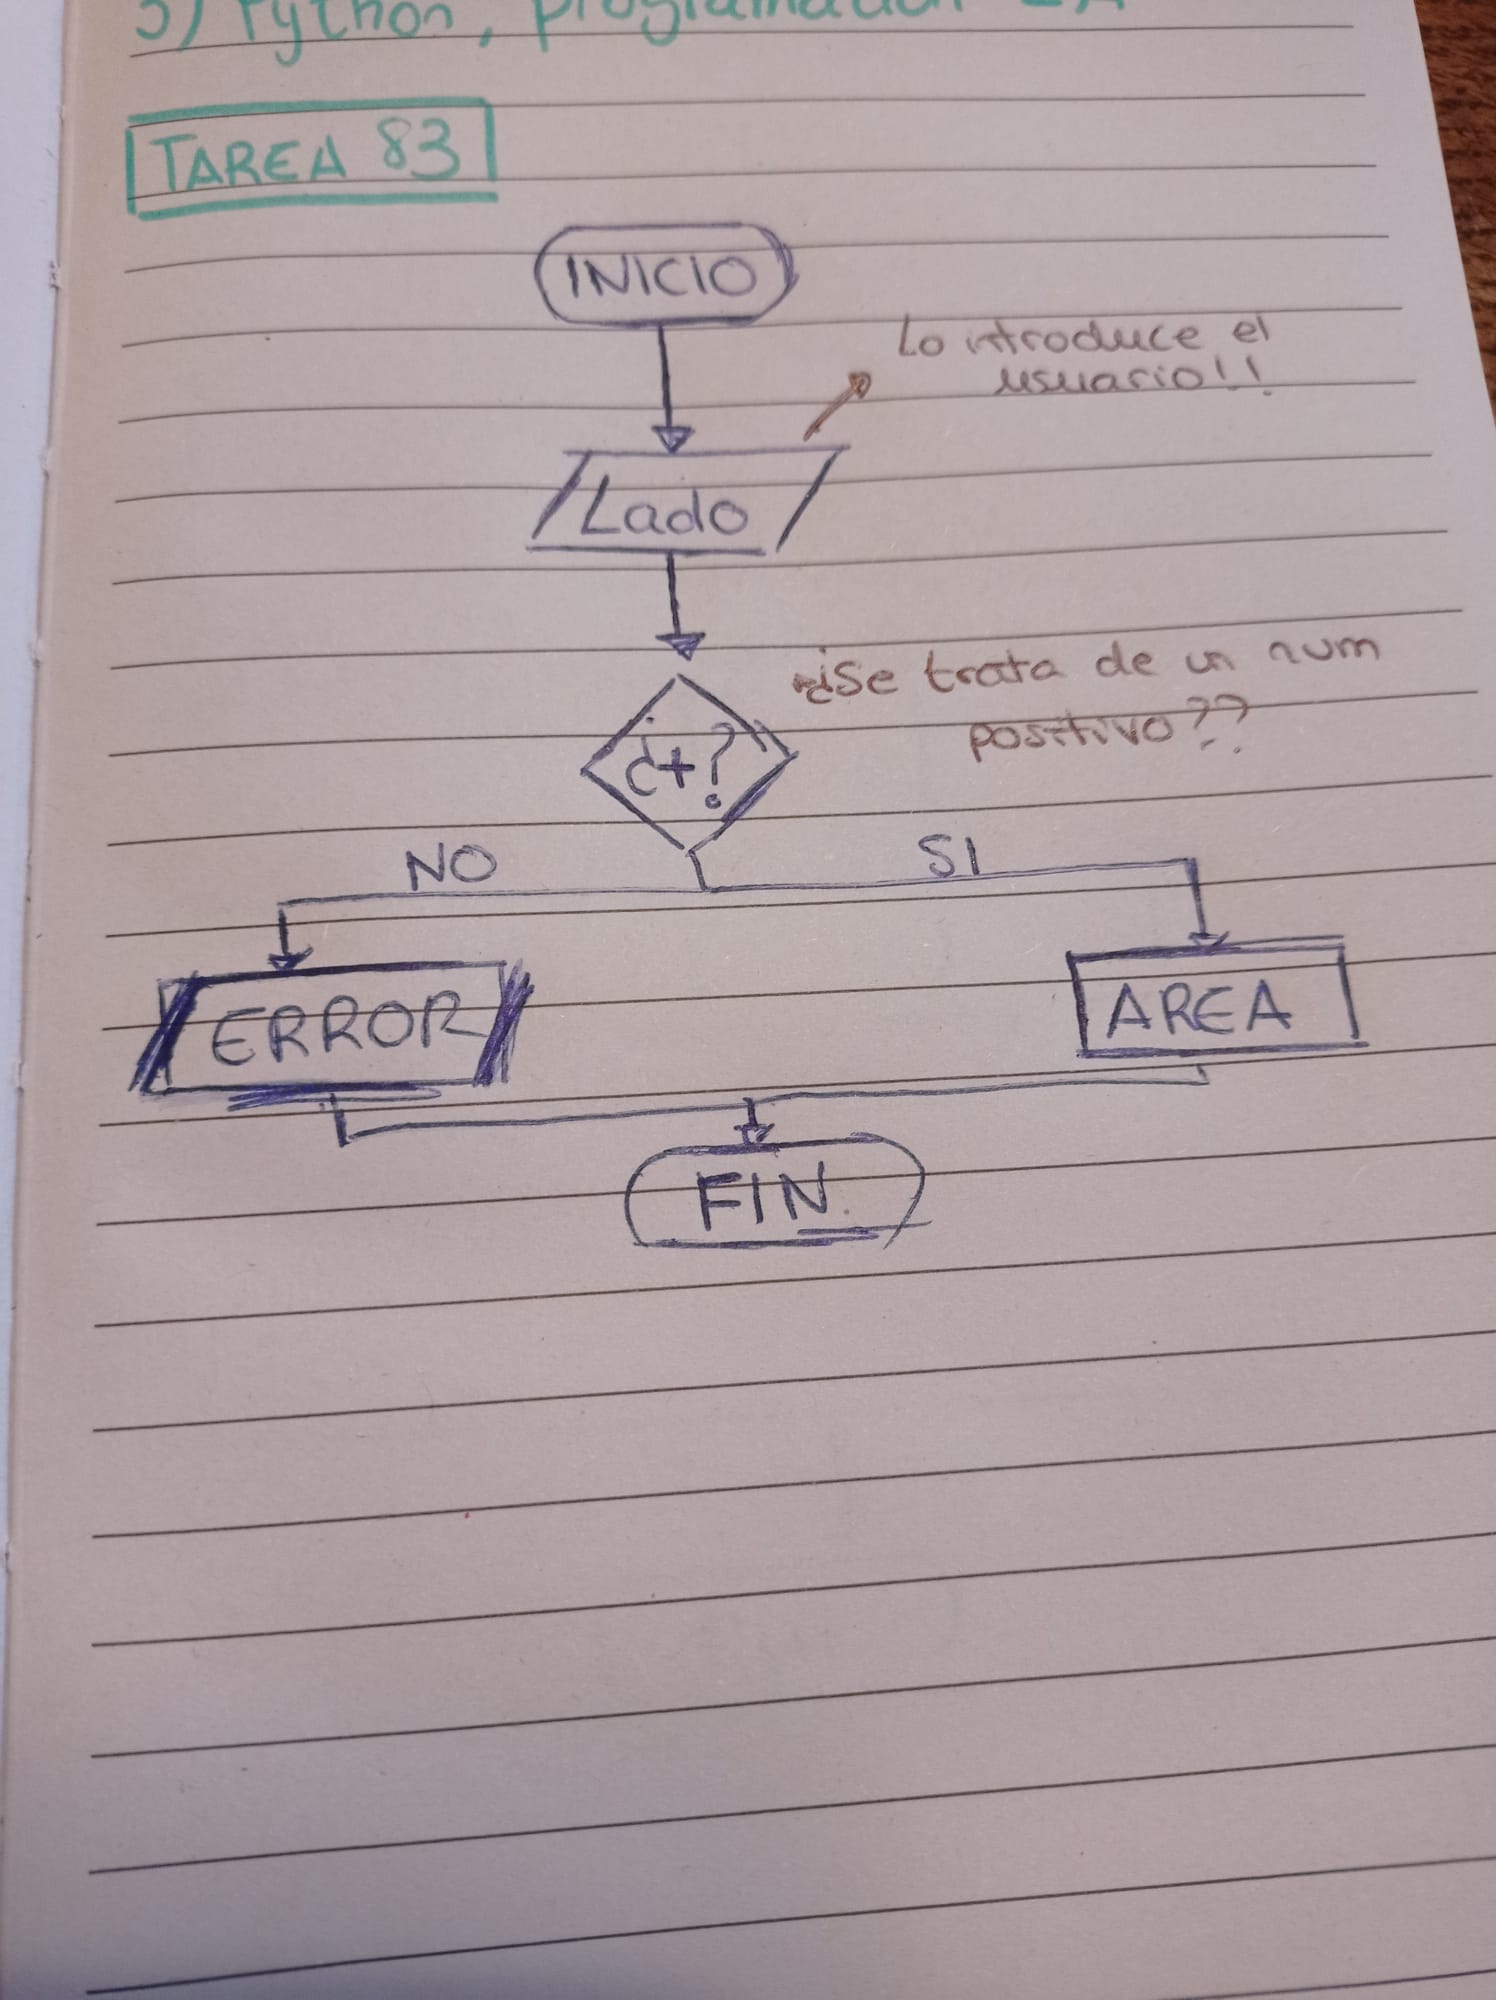 5) Python, programación
TAREA 83
INICIO
Lo introduce el
usuario!!
Lado
¿Se trata de un num
positivo??
¿+?
NO
SI
ERROR
AREA
FIN